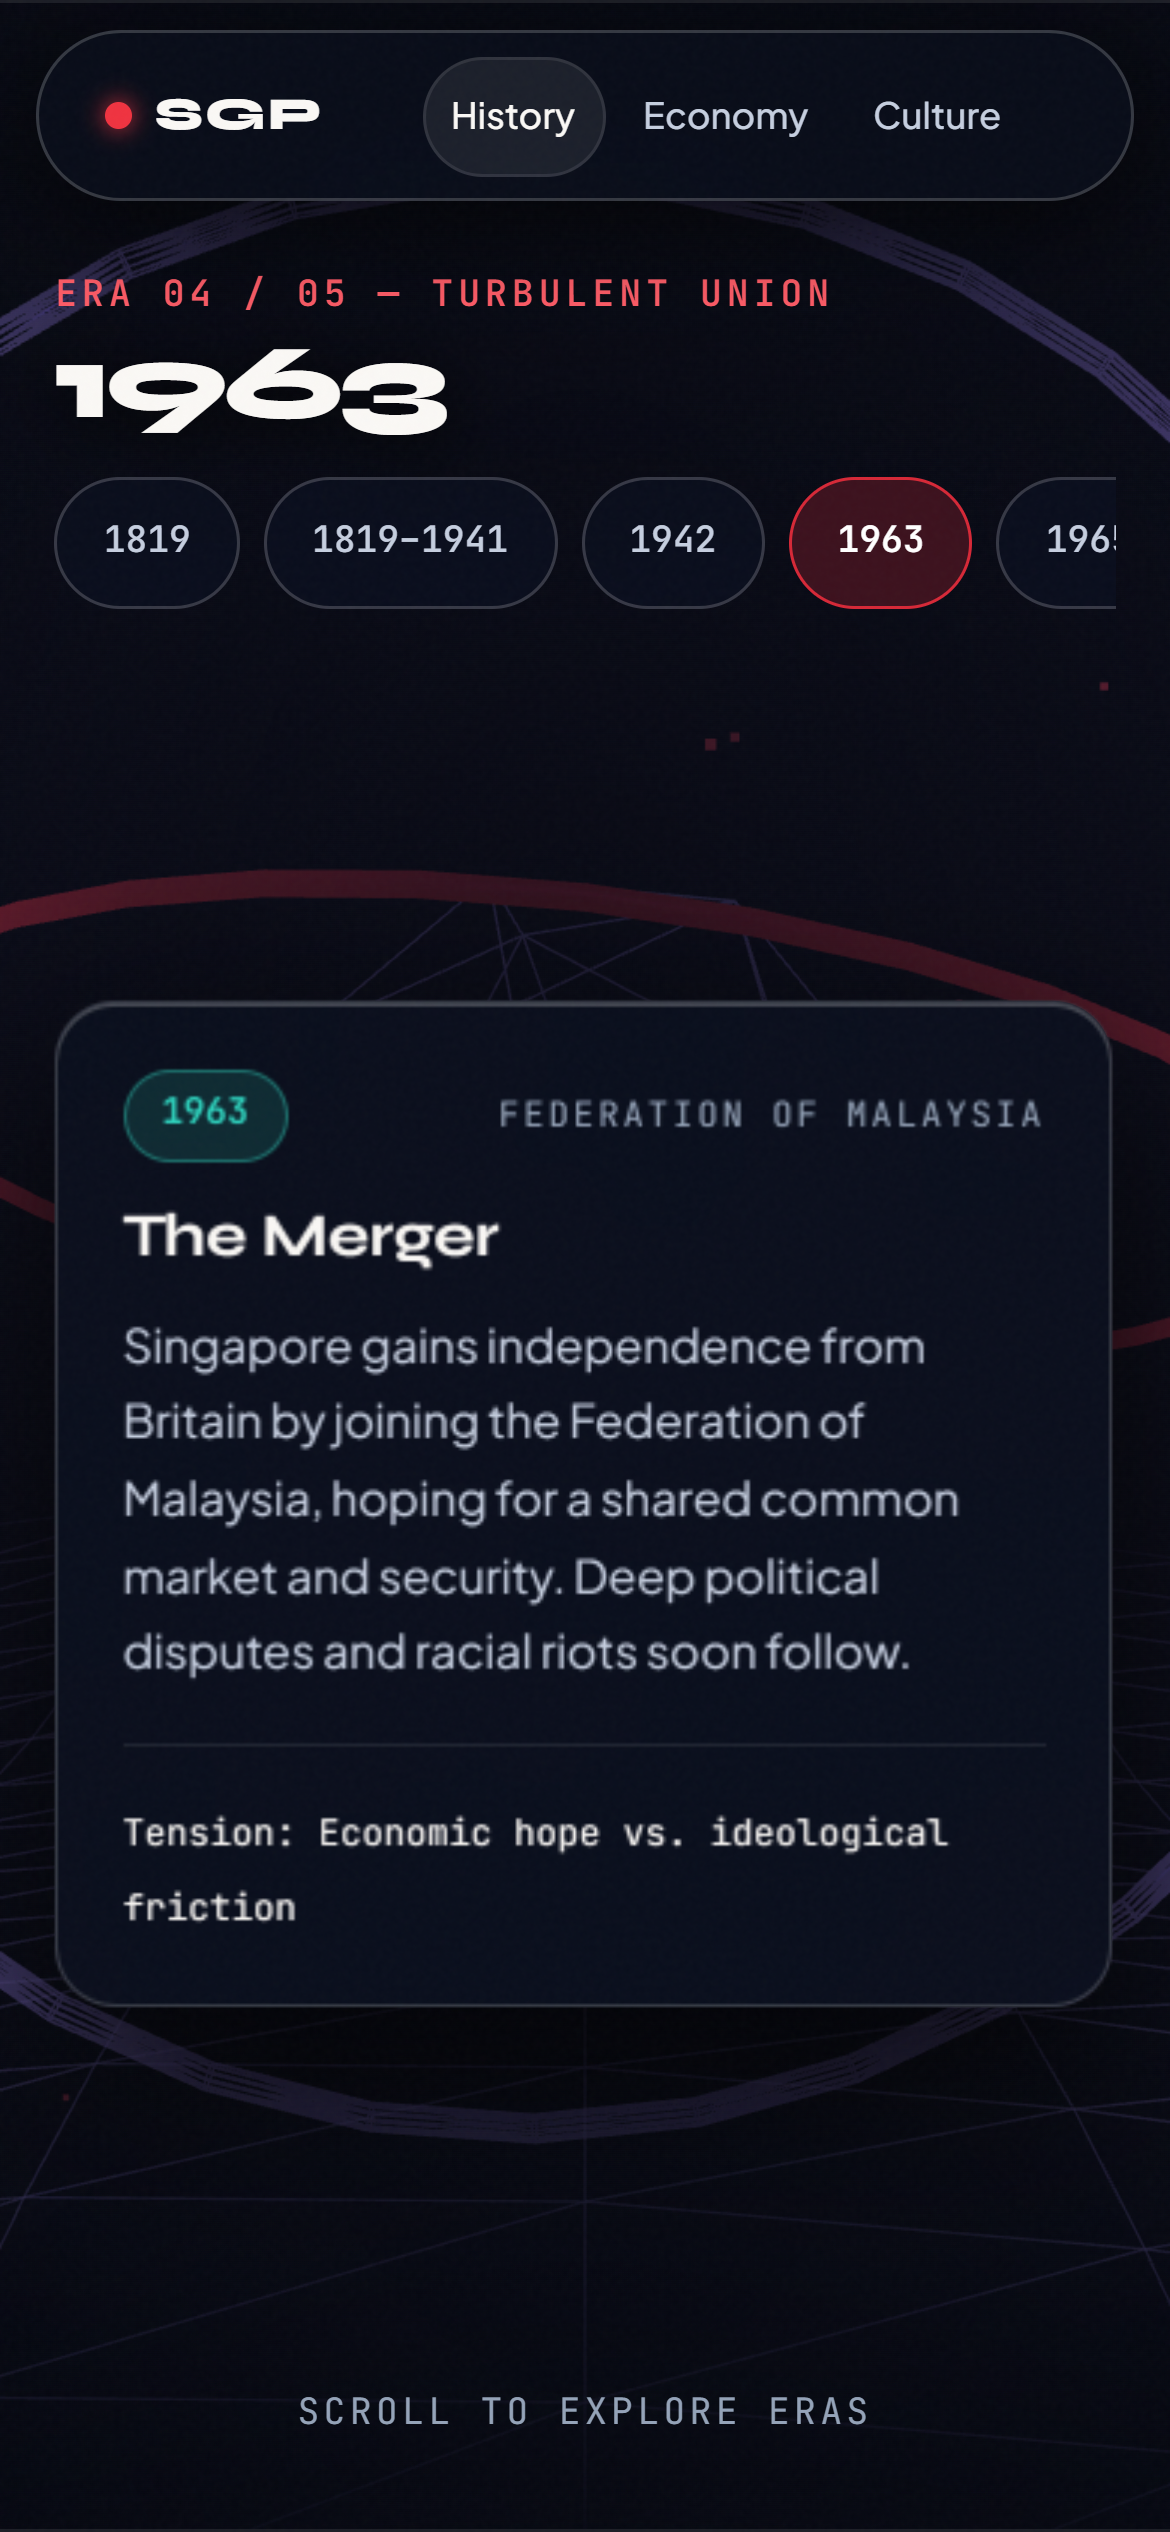 SGP
History
Economy
Culture
ERA 04 / 05 — TURBULENT UNION
1963
1819
1819–1941
1942
1963
1963
FEDERATION OF MALAYSIA
The Merger
Singapore gains independence from
Britain by joining the Federation of
Malaysia, hoping for a shared common
market and security. Deep political
disputes and racial riots soon follow.
Tension: Economic hope vs. ideological
friction
SCROLL TO EXPLORE ERAS